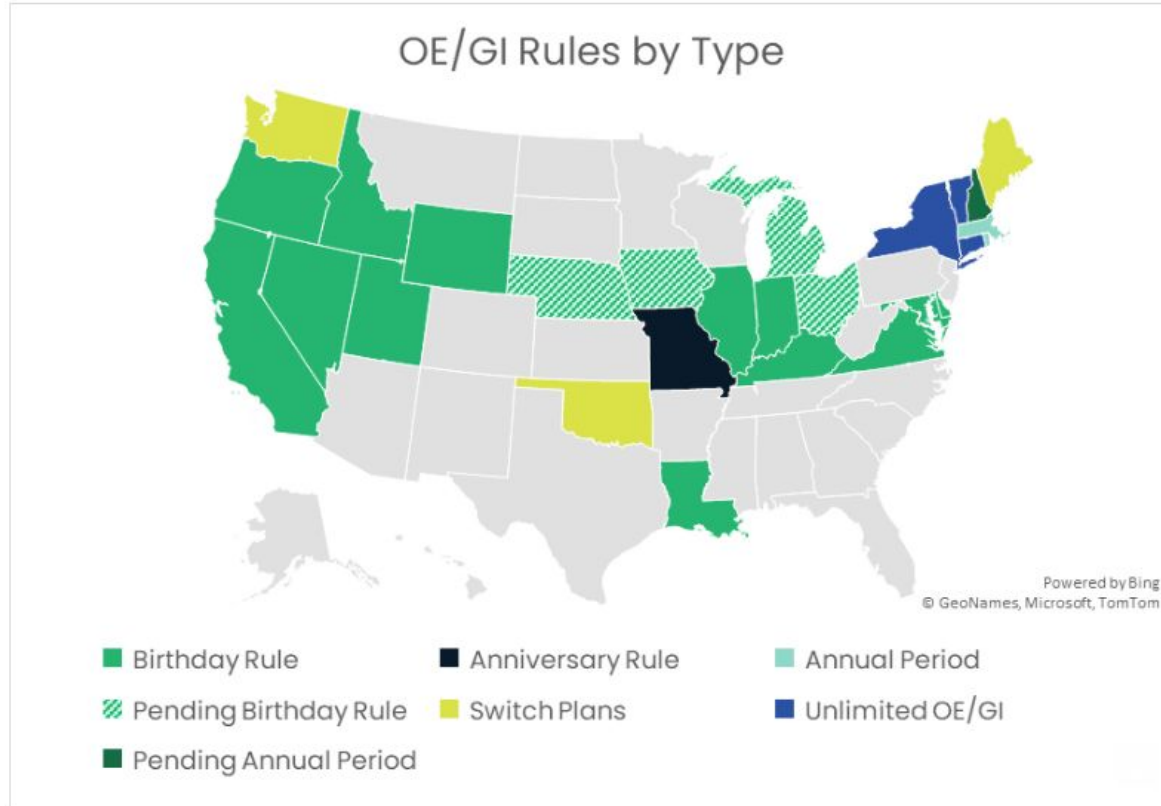 OE/GI Rules by Type
Powered by Bing
© GeoNames, Microsoft, TomTom
Birthday Rule
Anniversary Rule
Annual Period
Pending Birthday Rule
Switch Plans
Unlimited OE/GI
Pending Annual Period